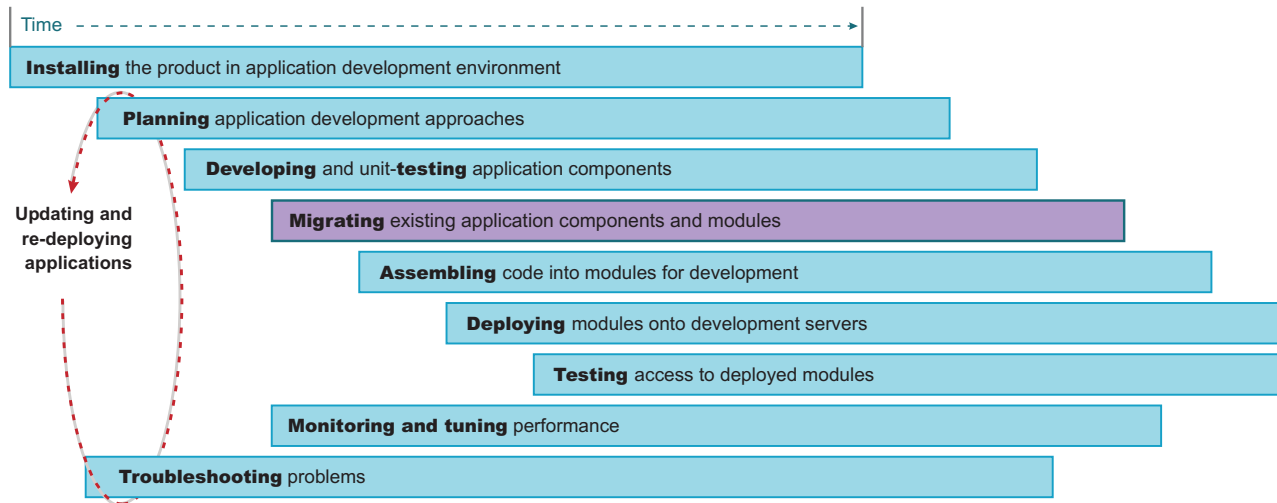 Time
Installing the product in application development environment
Planning application development approaches
Developing and unit-testing application components
Updating and
re-deploying
applications
Migrating existing application components and modules
Assembling code into modules for development
Deploying modules onto development servers
Testing access to deployed modules
Monitoring and tuning performance
Troubleshooting problems